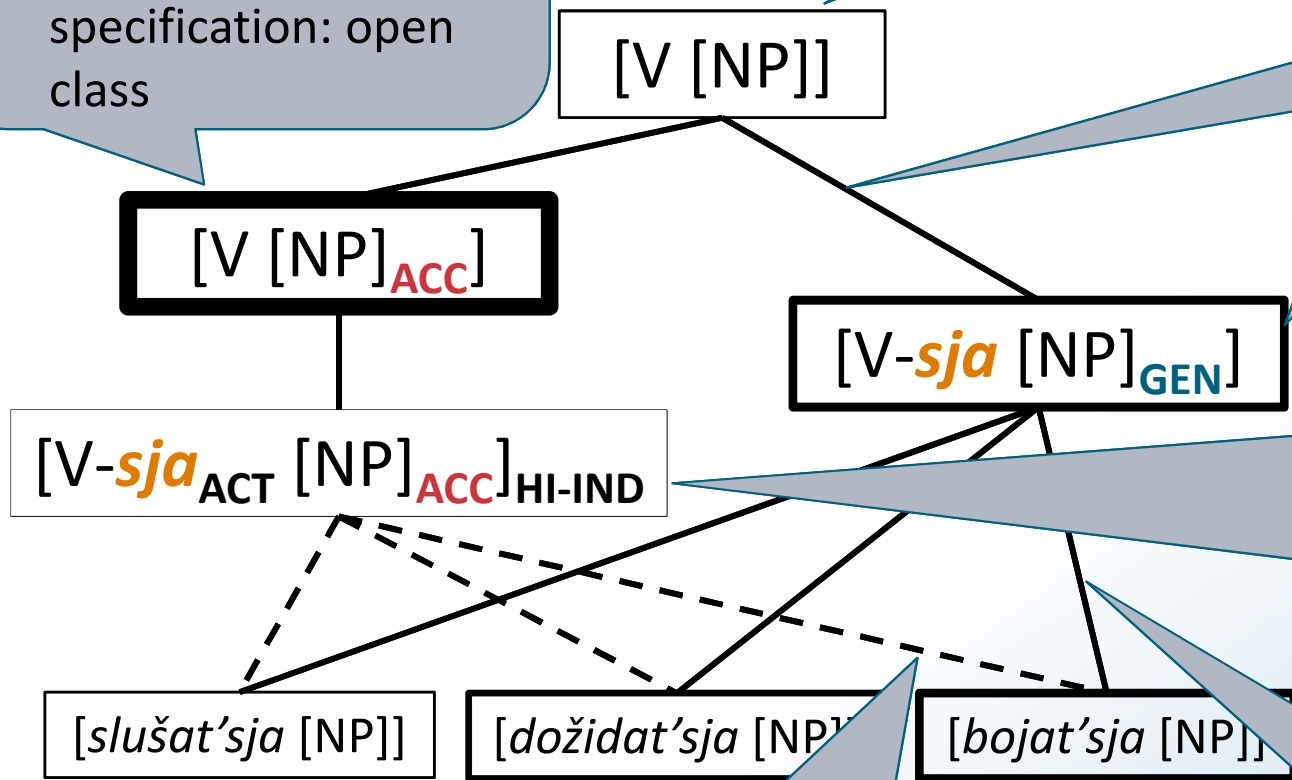 specification: open
class
[V [NP]]
[V [NP]ACC]
[V-sja [NP]GEN]
[V-sjaACT [NP]ACC]HI-IND
[slušat’sja [NP]]
[dožidat’sja [NP]]
[bojat’sja [NP]]